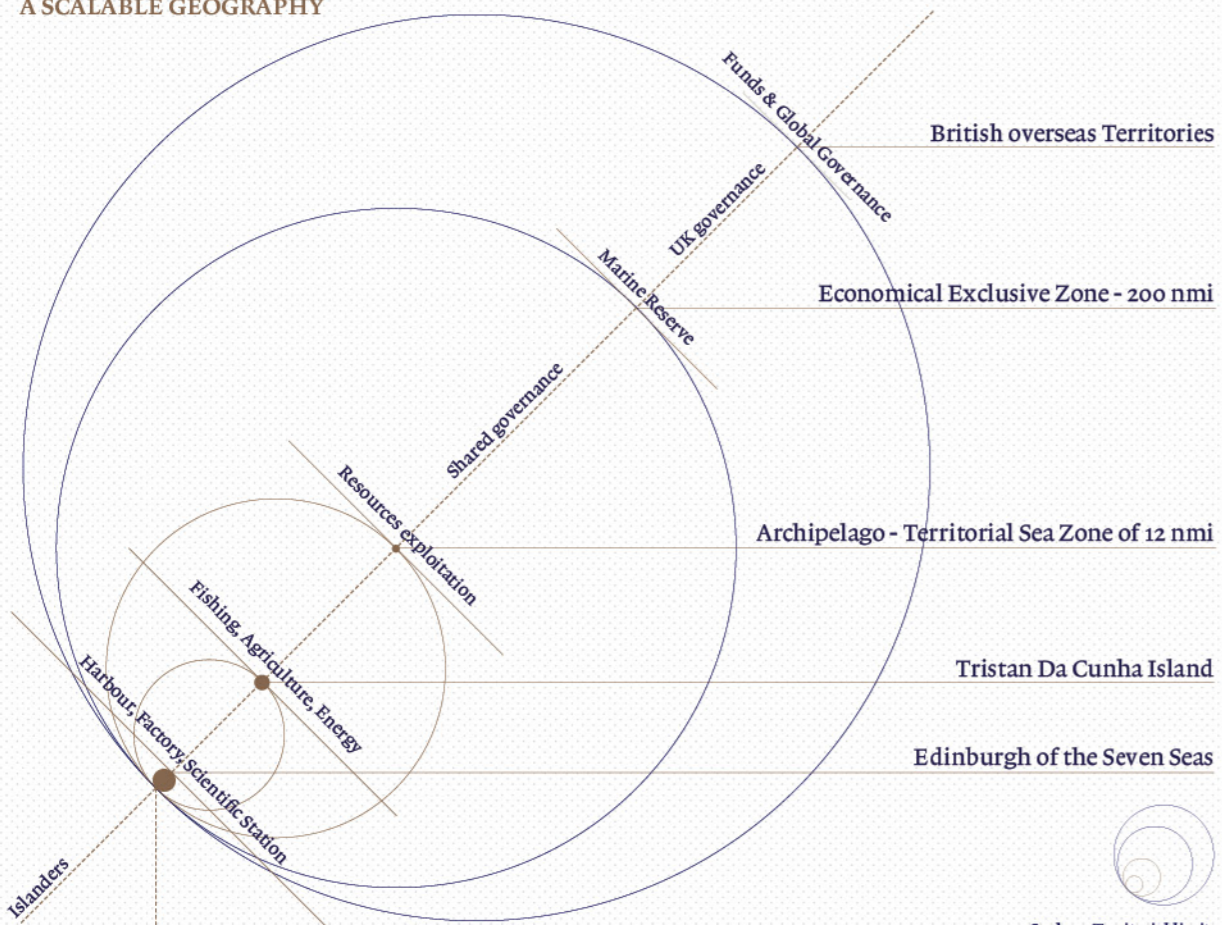 A SCALABLE GEOGRAPHY
Funds & Global Governance
British overseas Territories
UK governance
Marine Reserve
Economical Exclusive Zone - 200 nmi
Shared governance
Resources exploitation
Archipelago - Territorial Sea Zone of 12 nmi
Fishing, Agriculture, Energy
Tristan Da Cunha Island
Harbour, Factory, Scientific Station
Edinburgh of the Seven Seas
Islanders